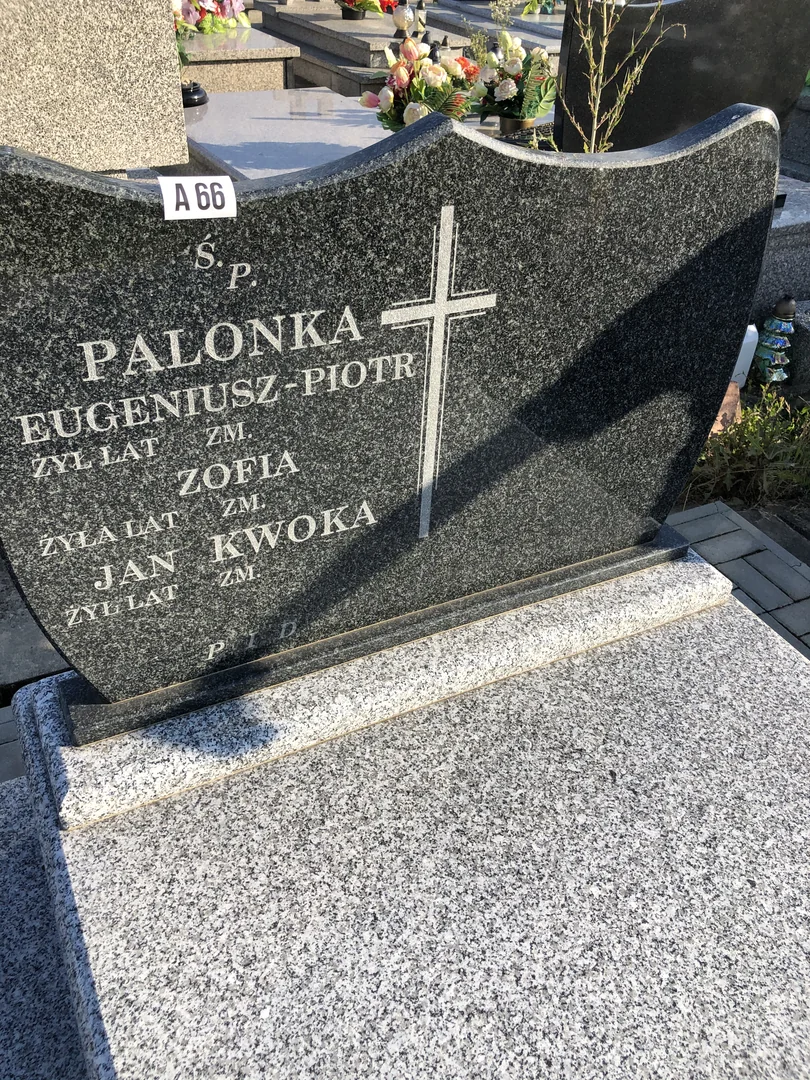 A 66
Ś. P.
PALONKA
EUGENIUSZ-PIOTR
ŻYŁ LAT ZM.
ZOFIA
ŻYŁA LAT ZM.
JAN KWOKA
ŻYŁ LAT ZM.
P I D